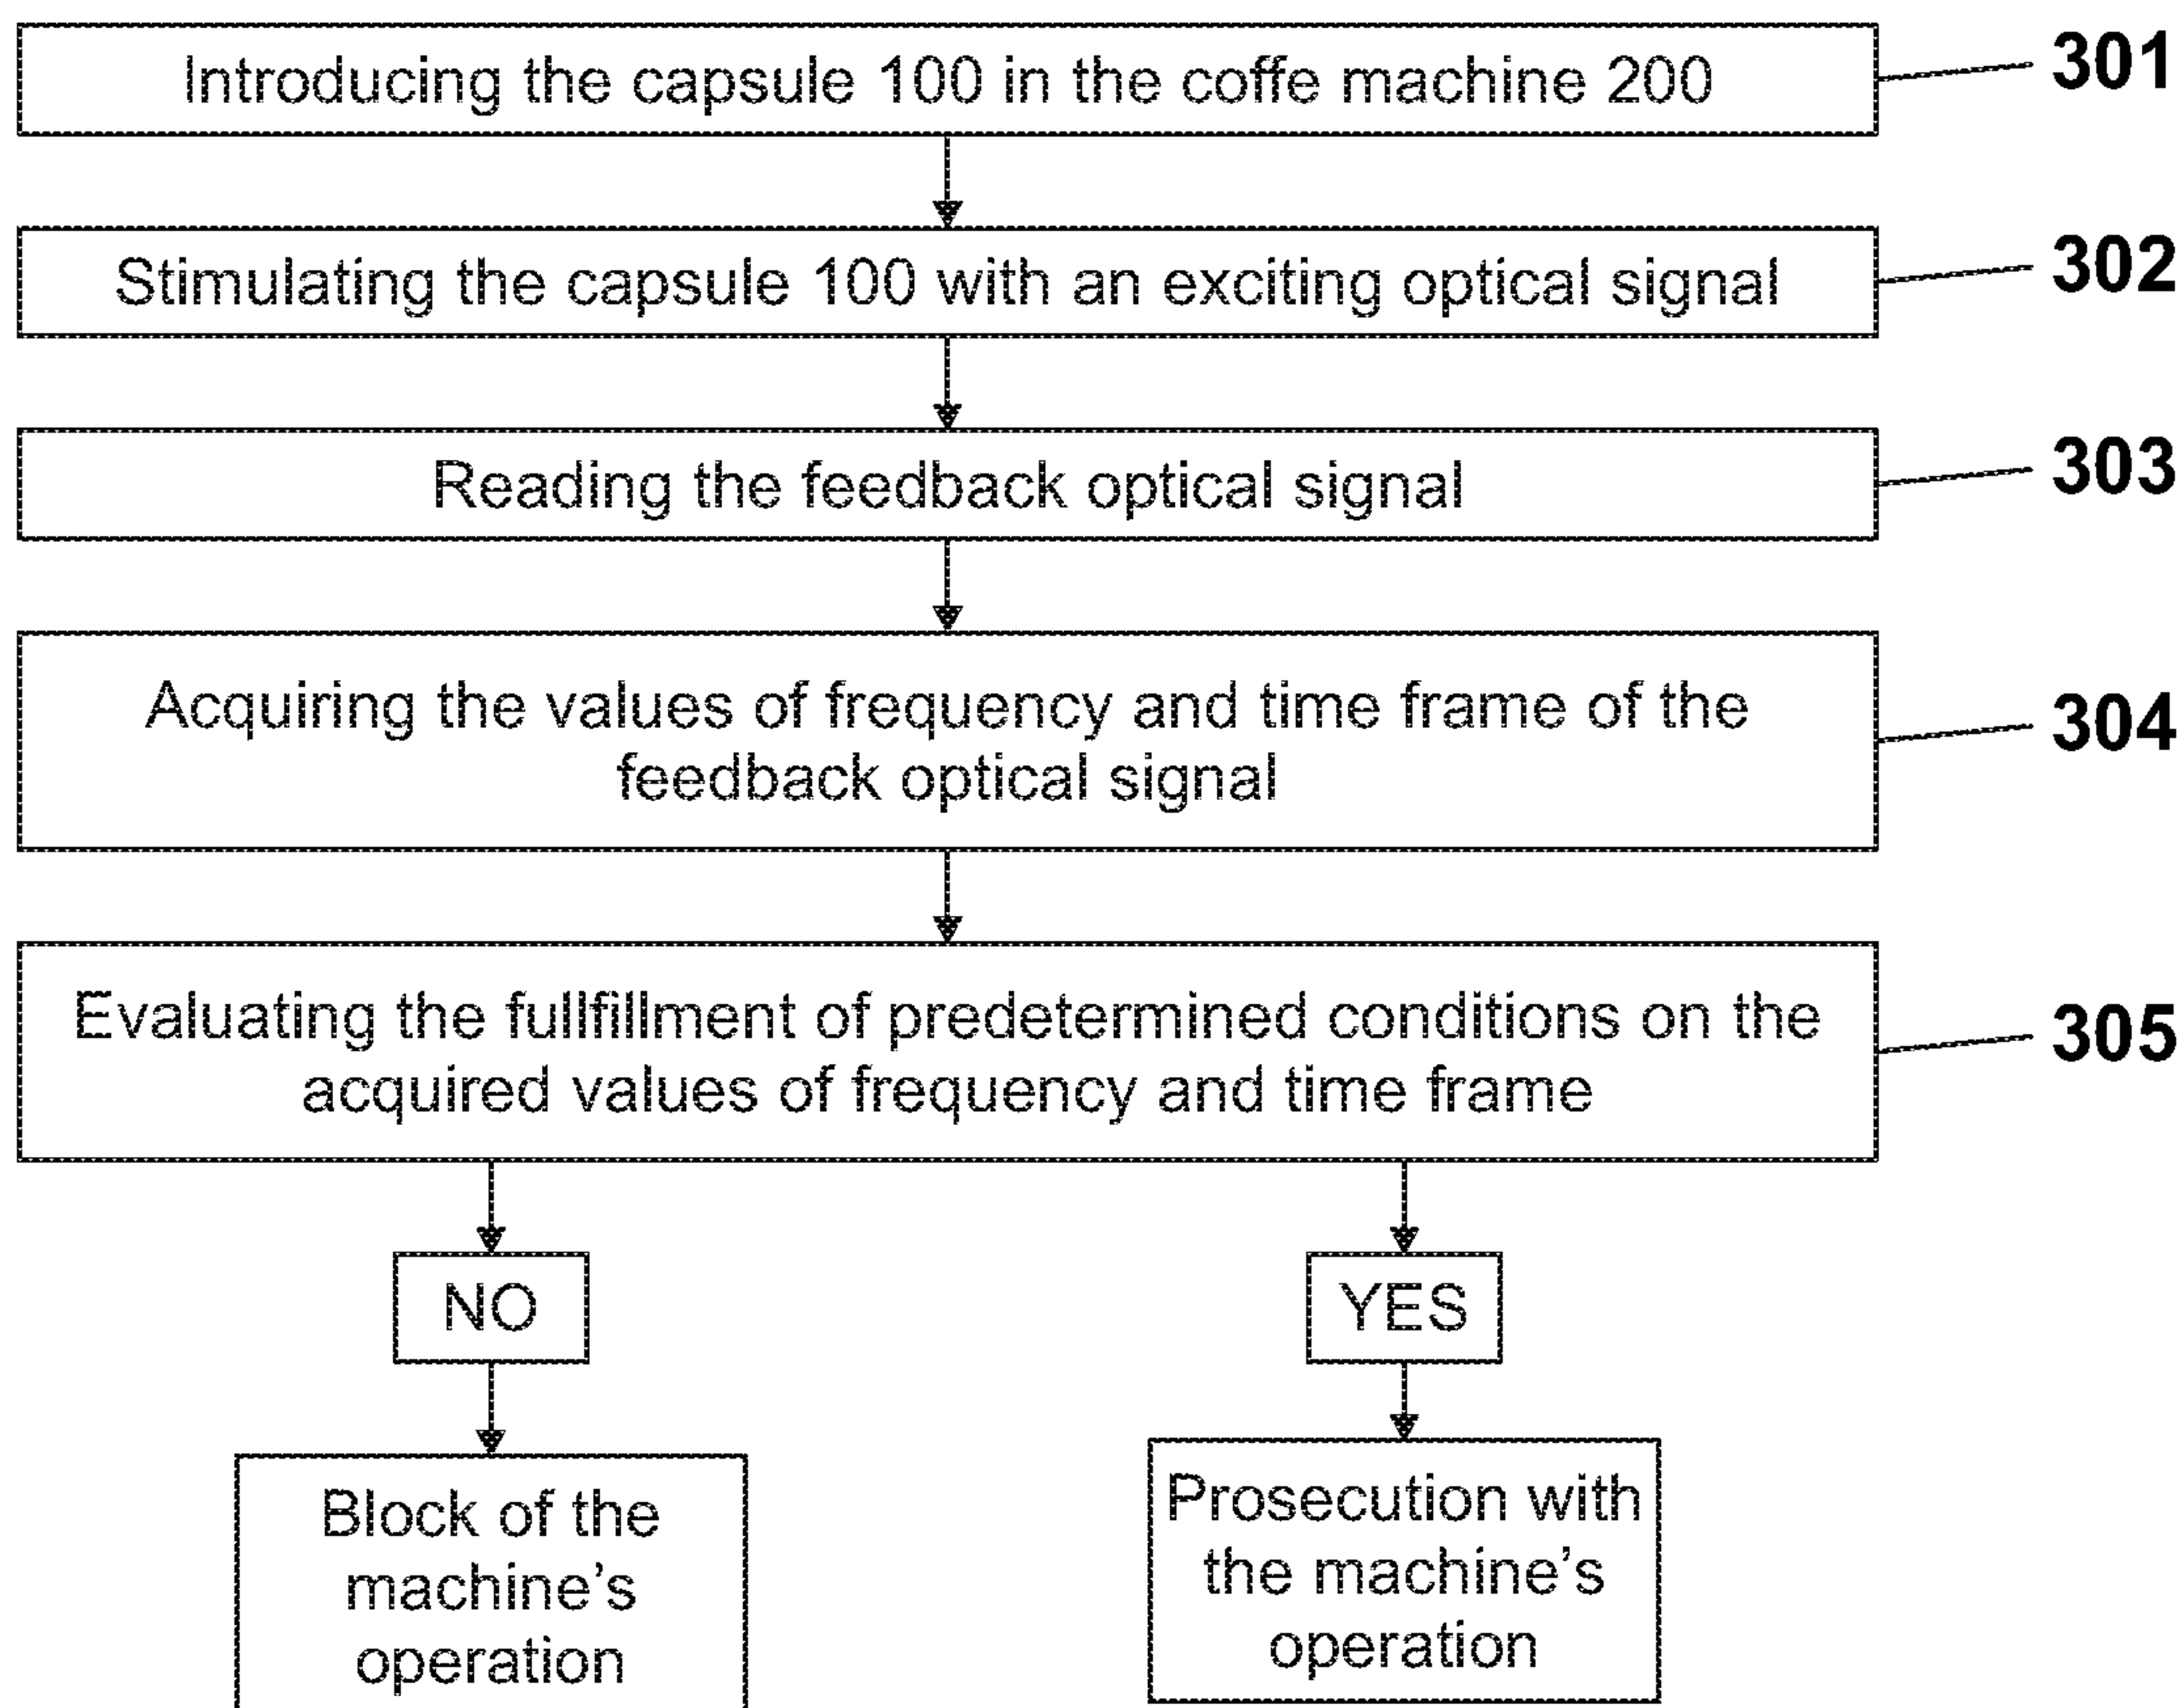 Introducing the capsule 100 in the coffe machine 200
301
Stimulating the capsule 100 with an exciting optical signal
302
Reading the feedback optical signal
303
Acquiring the values of frequency and time frame of the
feedback optical signal
304
Evaluating the fullfillment of predetermined conditions on the
acquired values of frequency and time frame
305
NO
YES
Block of the
machine's
operation
Prosecution with
the machine's
operation